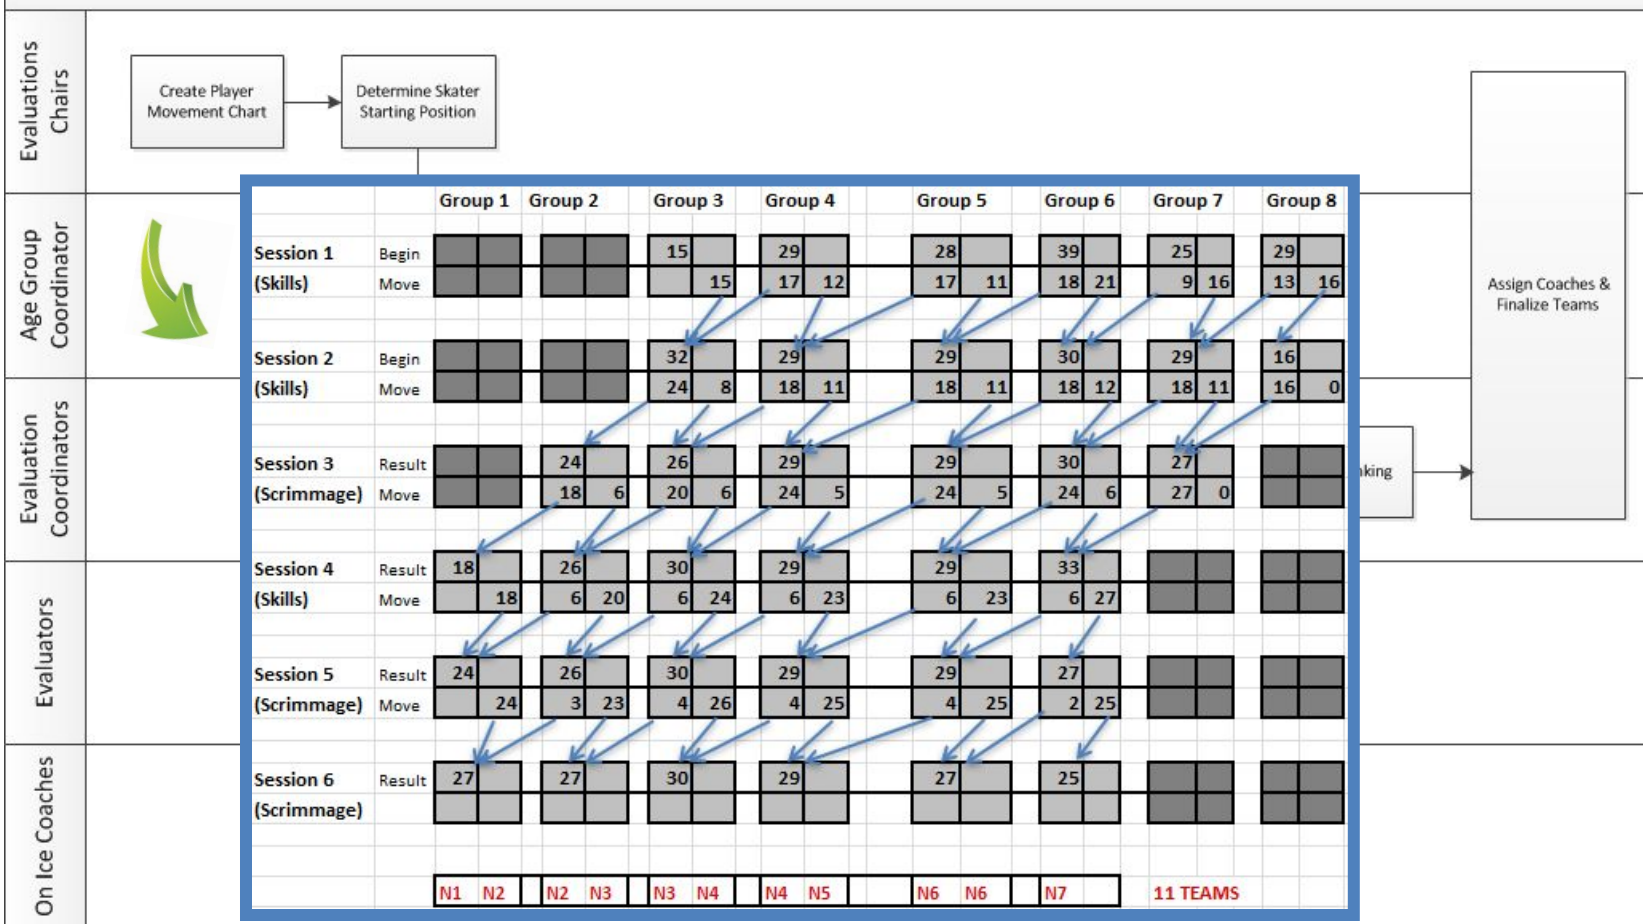 Evaluations
Chairs
Create Player
Movement Chart
Determine Skater
Starting Position
Age Group
Coordinator
Evaluation
Coordinators
Evaluators
On Ice Coaches
Assign Coaches &
Finalize Teams
Group 1 Group 2 Group 3 Group 4 Group 5 Group 6 Group 7 Group 8
Session 1 Begin 15 29 28 39 25 29
(Skills) Move 15 17 12 17 11 18 21 9 16 13 16
Session 2 Begin 32 29 29 30 29 16
(Skills) Move 24 8 18 11 18 11 18 12 18 11 16 0
Session 3 Result 24 26 29 29 30 27
(Scrimmage) Move 18 6 20 6 24 5 24 5 24 6 27 0
Session 4 Result 18 26 30 29 29 33
(Skills) Move 18 6 20 6 24 6 23 6 23 6 27
Session 5 Result 24 26 30 29 29 27
(Scrimmage) Move 24 3 23 4 26 4 25 4 25 2 25
Session 6 Result 27 27 30 29 27 25
(Scrimmage)
N1 N2 N2 N3 N3 N4 N4 N5 N6 N6 N7 11 TEAMS